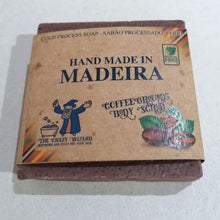 COLD PROCESS SOAP - SABÃO PROCESSADO A FRIO
HAND MADE IN
MADEIRA
COFFEE GROUNDS
BODY SCRUB
THE CRAZY WIZARD